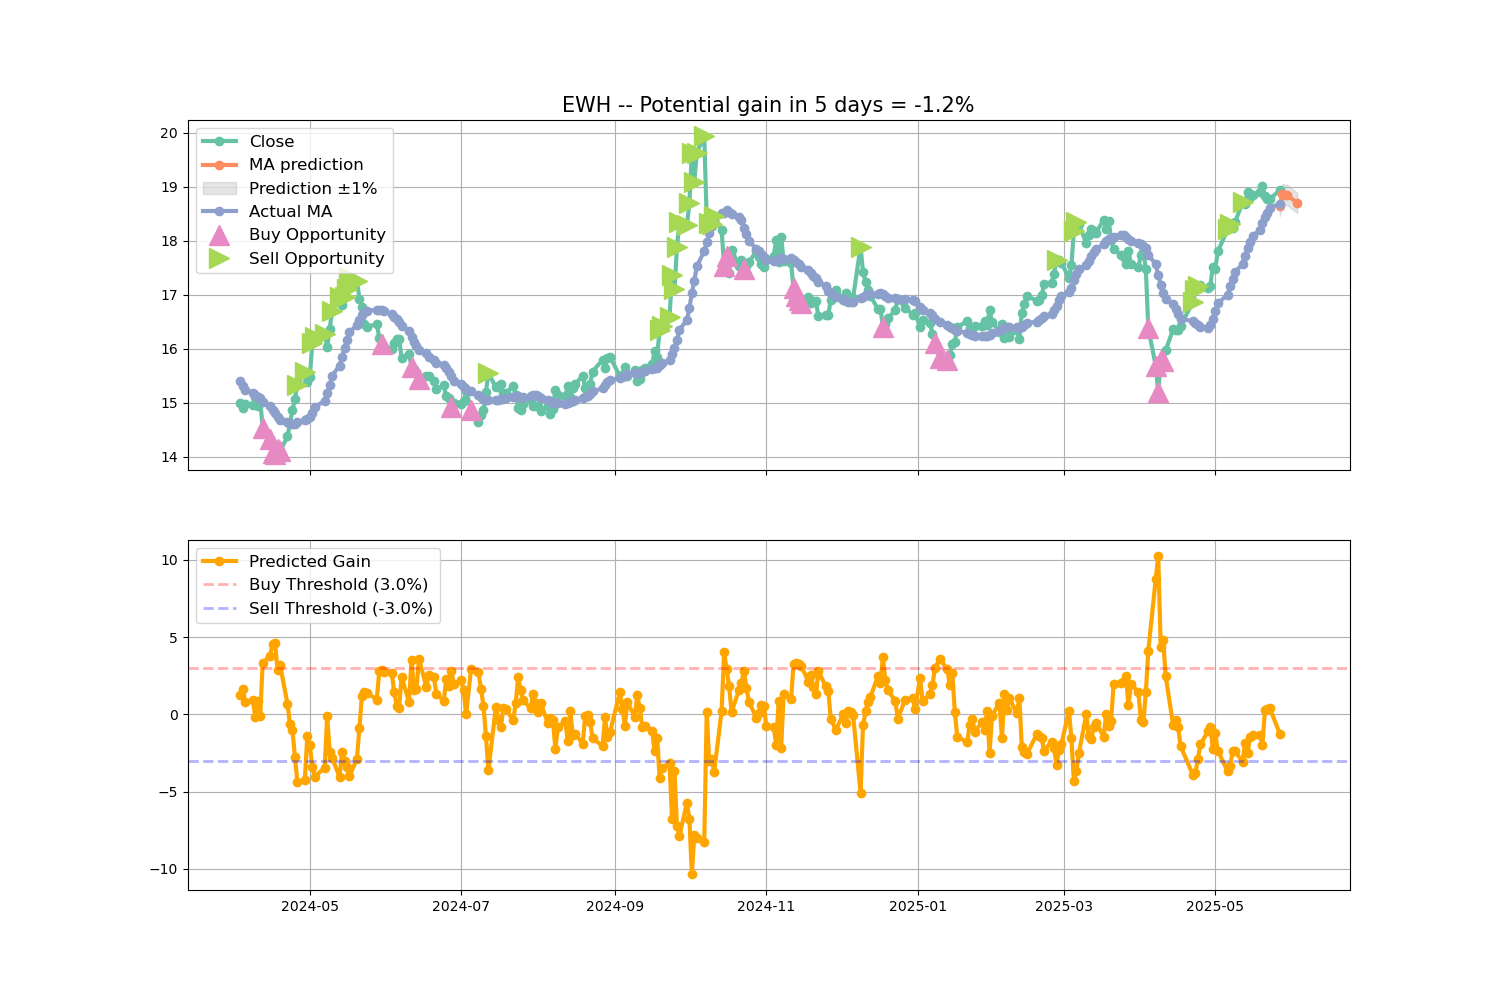 EWH -- Potential gain in 5 days = -1.2%
20
19
18
17
16
15
14
Close
MA prediction
Prediction ±1%
Actual MA
Buy Opportunity
Sell Opportunity
10
5
0
−5
−10
Predicted Gain
Buy Threshold (3.0%)
Sell Threshold (-3.0%)
2024-05 2024-07 2024-09 2024-11 2025-01 2025-03 2025-05